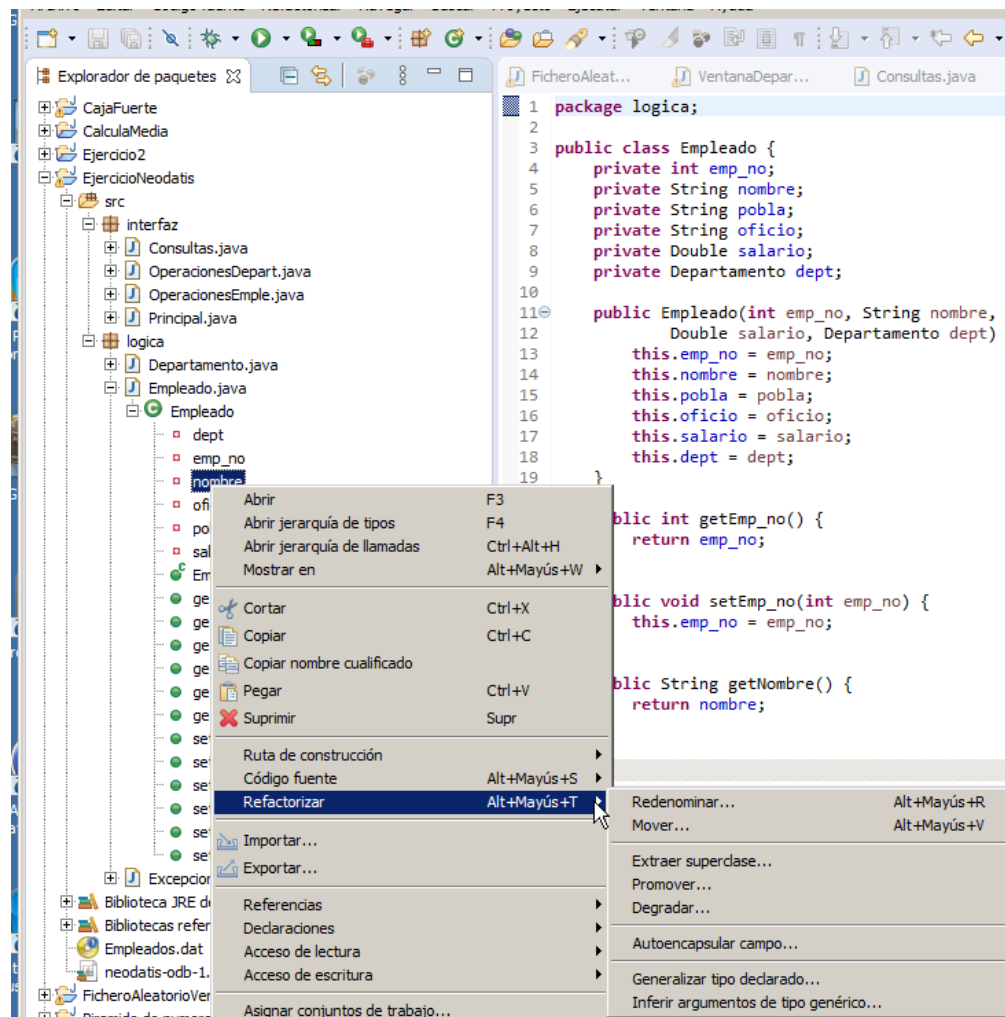 Explorador de paquetes
CajaFuerte
CalculaMedia
Ejercicio2
EjercicioNeodatis
src
interfaz
Consultas.java
OperacionesDepart.java
OperacionesEmple.java
Principal.java
logica
Departamento.java
Empleado.java
Empleado
dept
emp_no
nombre
Biblioteca JRE
Empleados.dat
neodatis-odb-1.
FicheroAleat...
VentanaDepar...
Consultas.java
1 package logica;
2
3 public class Empleado {
4 private int emp_no;
5 private String nombre;
6 private String pobla;
7 private String oficio;
8 private Double salario;
9 private Departamento dept;
10
11 public Empleado(int emp_no, String nombre,
12 Double salario, Departamento dept)
13 this.emp_no = emp_no;
14 this.nombre = nombre;
15 this.pobla = pobla;
16 this.oficio = oficio;
17 this.salario = salario;
18 this.dept = dept;
19 }
blic int getEmp_no() {
return emp_no;
blic void setEmp_no(int emp_no) {
this.emp_no = emp_no;
blic String getNombre() {
return nombre;
Abrir F3
Abrir jerarquía de tipos F4
Abrir jerarquía de llamadas Ctrl+Alt+H
Mostrar en Alt+Mayús+W
Cortar Ctrl+X
Copiar Ctrl+C
Copiar nombre cualificado
Pegar Ctrl+V
Suprimir Supr
Ruta de construcción
Código fuente Alt+Mayús+S
Refactorizar Alt+Mayús+T
Importar...
Exportar...
Referencias
Declaraciones
Acceso de lectura
Acceso de escritura
Asignar conjuntos de trabajo...
Redenominar... Alt+Mayús+R
Mover... Alt+Mayús+V
Extraer superclase...
Promover...
Degradar...
Autoencapsular campo...
Generalizar tipo declarado...
Inferir argumentos de tipo genérico...